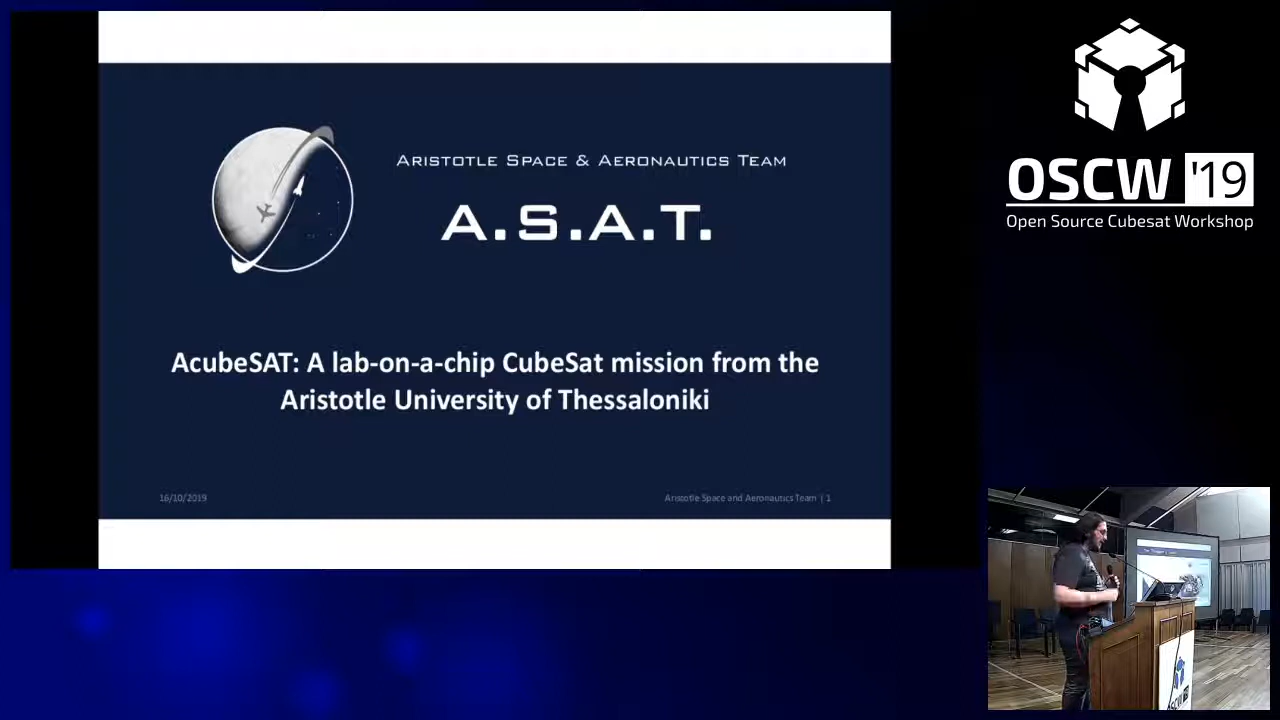 ARISTOTLE SPACE & AERONAUTICS TEAM
A.S.A.T.
AcubeSAT: A lab-on-a-chip CubeSat mission from the
Aristotle University of Thessaloniki
16/10/2019
Aristotle Space and Aeronautics Team | 1
OSCW '19
Open Source Cubesat Workshop
OSCW